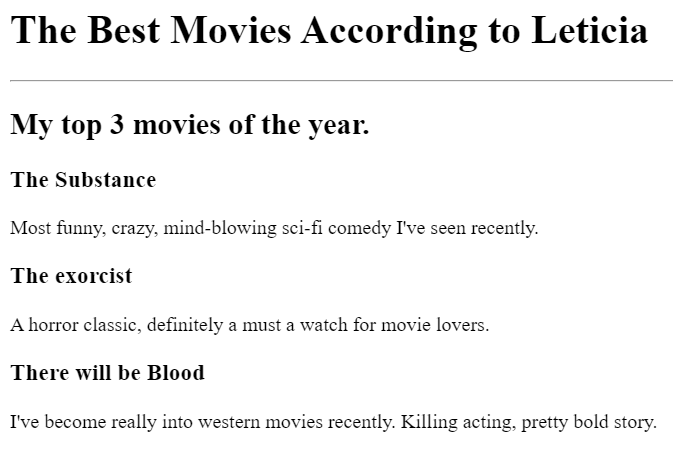 The Best Movies According to Leticia
My top 3 movies of the year.
The Substance
Most funny, crazy, mind-blowing sci-fi comedy I've seen recently.
The exorcist
A horror classic, definitely a must a watch for movie lovers.
There will be Blood
I've become really into western movies recently. Killing acting, pretty bold story.